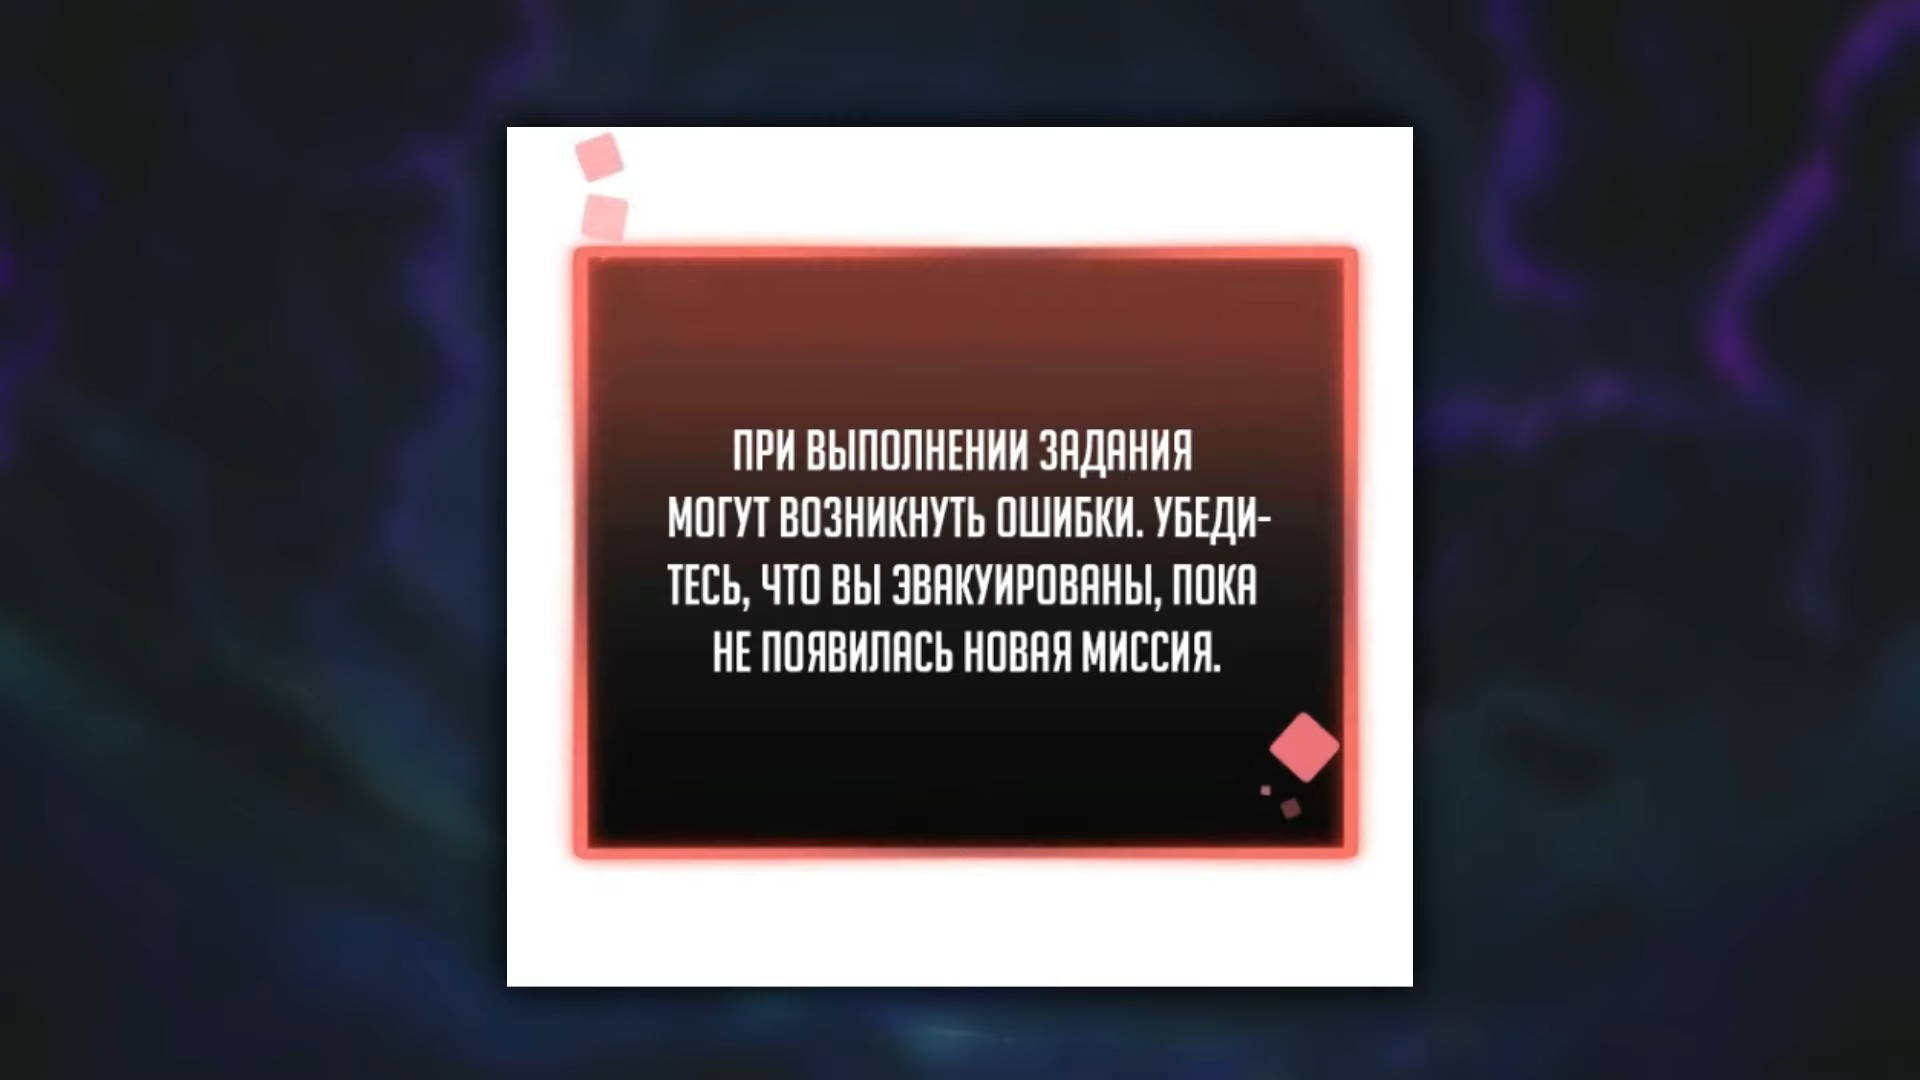 ПРИ ВЫПОЛНЕНИИ ЗАДАНИЯ
МОГУТ ВОЗНИКНУТЬ ОШИБКИ. УБЕДИ-
ТЕСЬ, ЧТО ВЫ ЭВАКУИРОВАНЫ, ПОКА
НЕ ПОЯВИЛАСЬ НОВАЯ МИССИЯ.